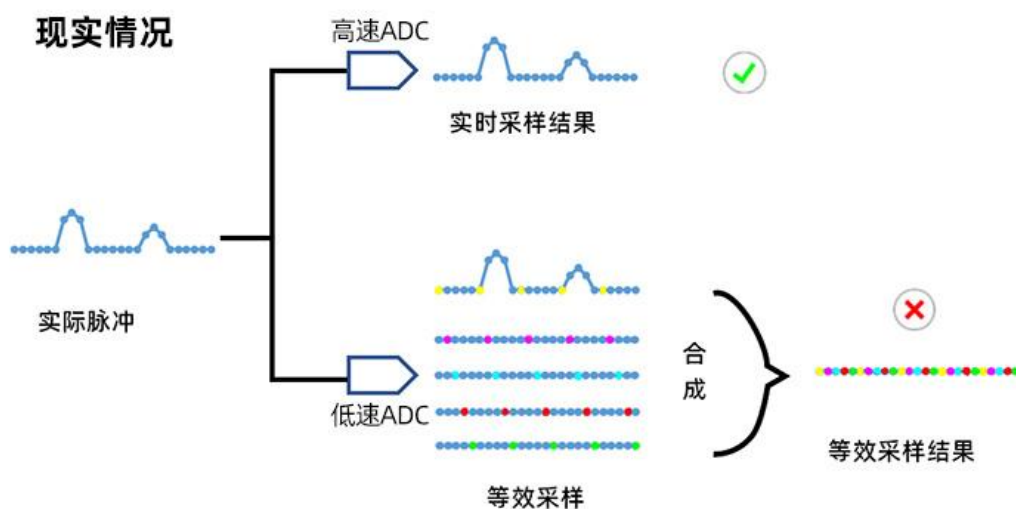 现实情况
高速ADC
实时采样结果
实际脉冲
低速ADC
等效采样
合
成
等效采样结果